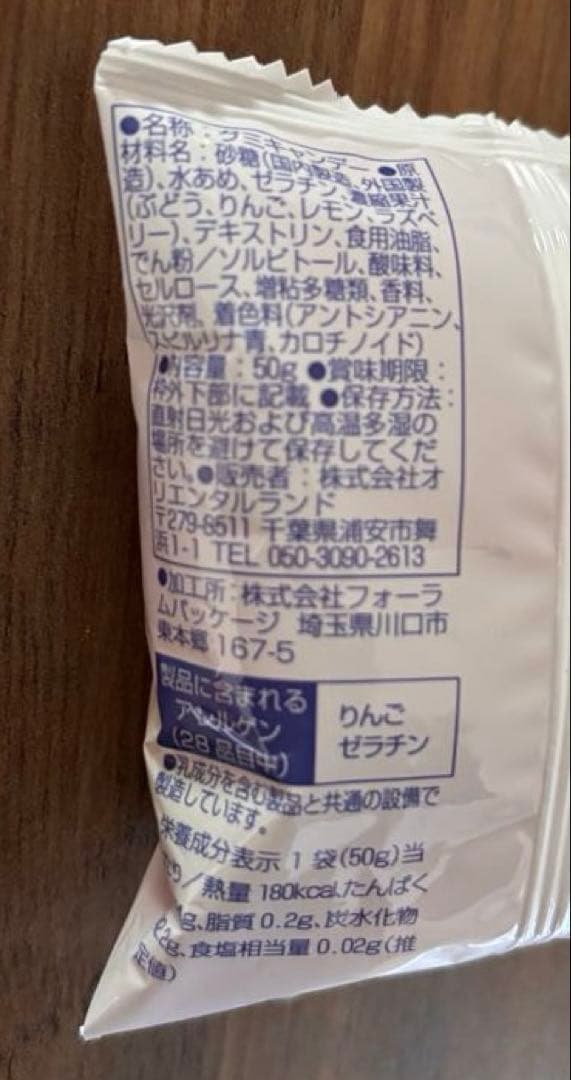 ●名称：グミキャンデー ●原
材料名：砂糖(国内製造、外国製
造)、水あめ、ゼラチン、濃縮果汁
(ぶどう、りんご、レモン、ラズベ
リー)、デキストリン、食用油脂、
でん粉／ソルビトール、酸味料、
セルロース、増粘多糖類、香料、
光沢剤、着色料(アントシアニン、
スピルリナ青、カロチノイド)
●内容量：50g ●賞味期限：
枠外下部に記載 ●保存方法：
直射日光および高温多湿の
場所を避けて保存してくだ
さい。●販売者：株式会社オ
リエンタルランド
〒279-8511 千葉県浦安市舞
浜1-1 TEL 050-3090-2613
●加工所：株式会社フォーラ
ムパッケージ 埼玉県川口市
東本郷 167-5
製品に含まれる
アレルゲン
(28 品目中)
りんご
ゼラチン
●乳成分を含む製品と共通の設備で
製造しています。
栄養成分表示 1 袋(50g)当
たり／熱量 180kcal、たんぱく
g、脂質 0.2g、炭水化物
2g、食塩相当量 0.02g(推
定値)